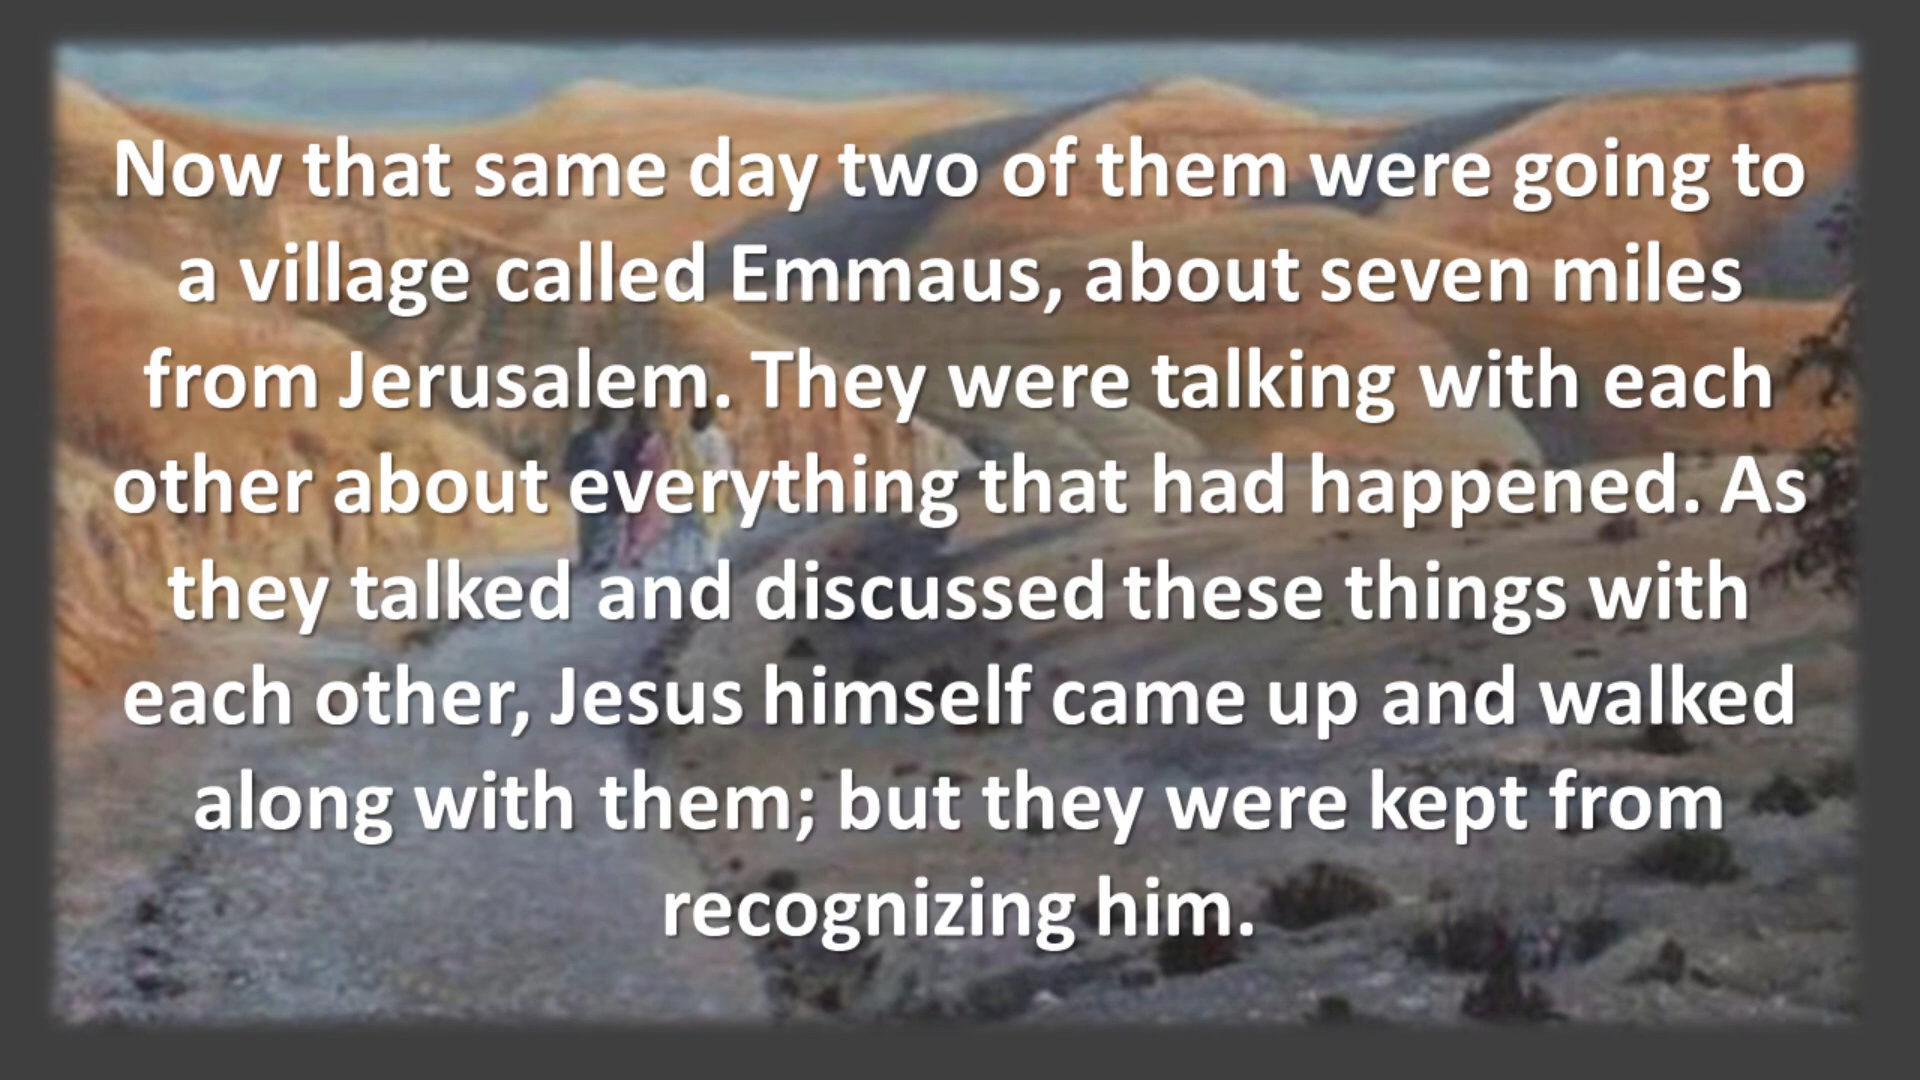 Now that same day two of them were going to
a village called Emmaus, about seven miles
from Jerusalem. They were talking with each
other about everything that had happened. As
they talked and discussed these things with
each other, Jesus himself came up and walked
along with them; but they were kept from
recognizing him.